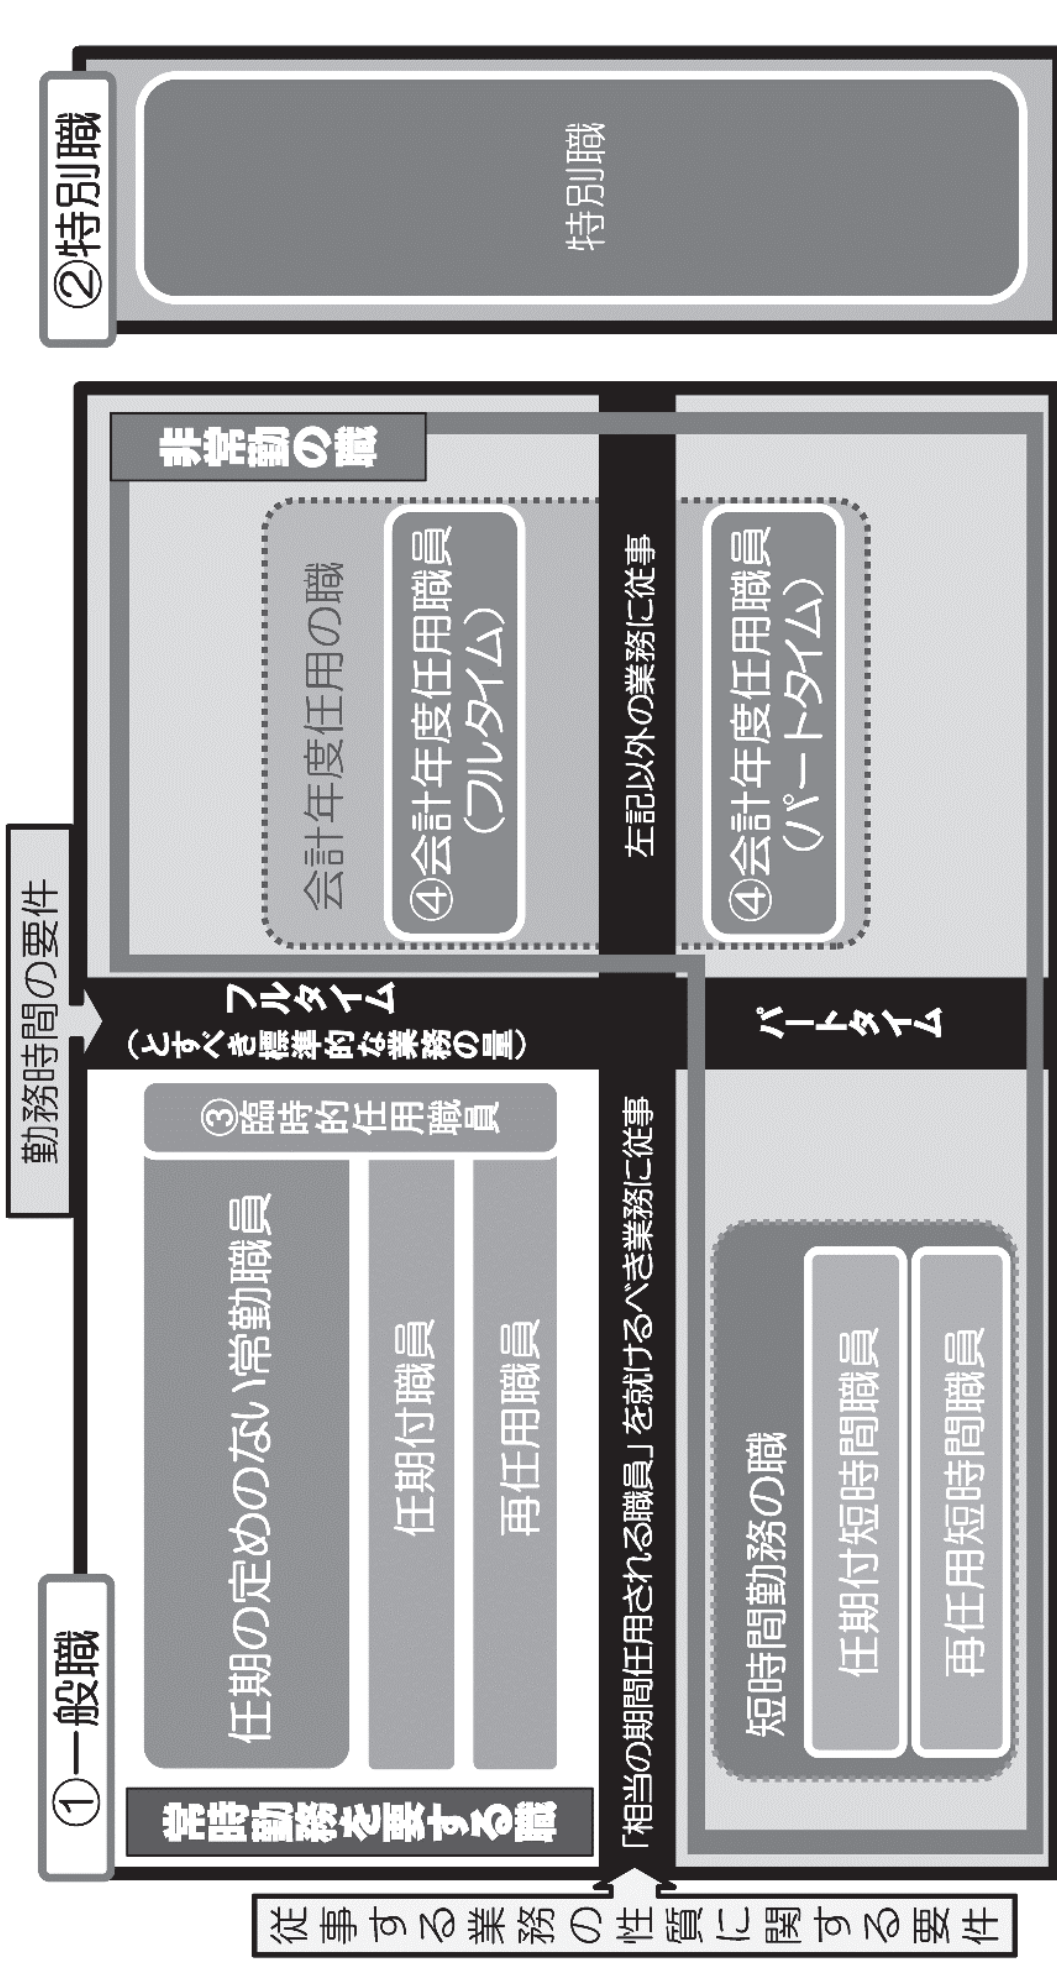 ①一般職
②特別職
勤務時間の要件
従事する業務の性質に関する要件
常時勤務を要する職
任期の定めのない常勤職員
任期付職員
再任用職員
③臨時的任用職員
フルタイム
（とすべき標準的な業務の量）
非常勤の職
会計年度任用の職
④会計年度任用職員
（フルタイム）
「相当の期間任用される職員」を就けるべき業務に従事
左記以外の業務に従事
短時間勤務の職
任期付短時間職員
再任用短時間職員
パートタイム
④会計年度任用職員
（パートタイム）
特別職